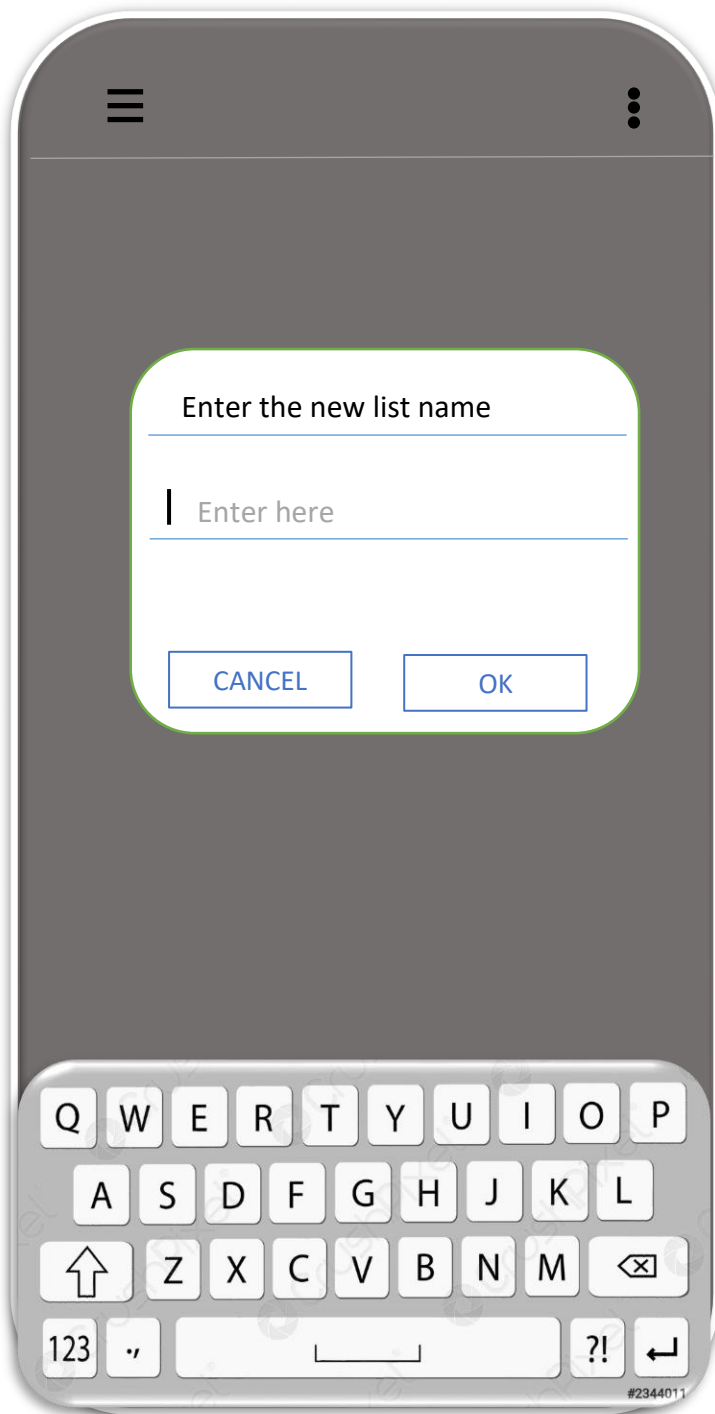 Enter the new list name
Enter here
CANCEL OK
Q W E R T Y U I O P
A S D F G H J K L
Z X C V B N M
123 ., ?!
#2344011